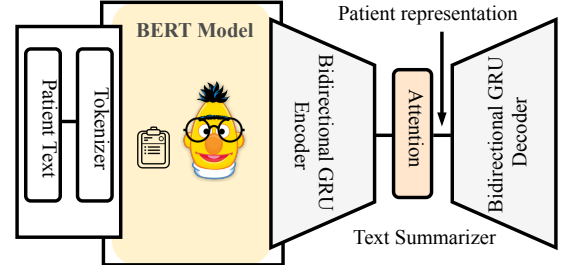 Patient representation
BERT Model
Patient Text
Tokenizer
Bidirectional GRU
Encoder
Attention
Bidirectional GRU
Decoder
Text Summarizer